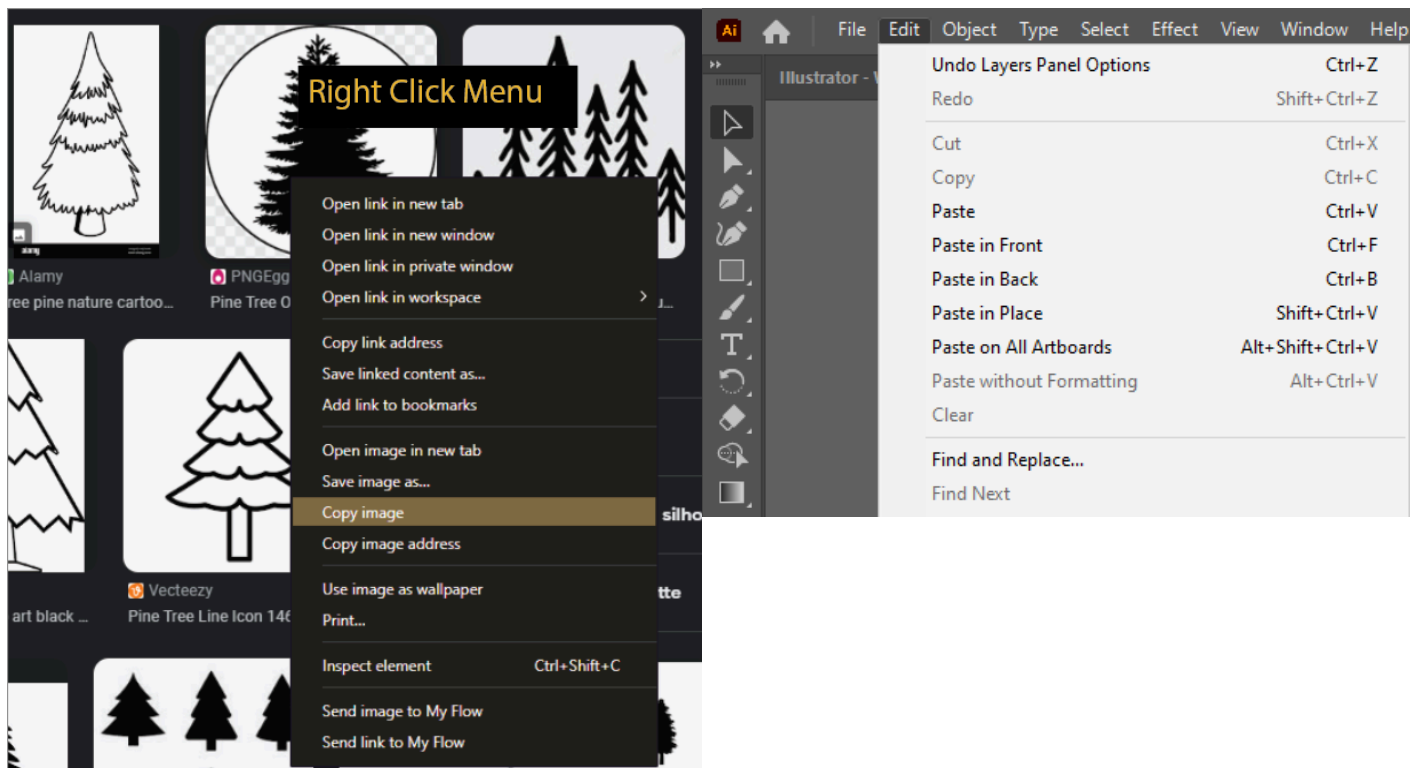 Right Click Menu
alamy
Alamy
ree pine nature cartoo...
PNGEgg
Pine Tree O
Vecteezy
Pine Tree Line Icon 146
art black ...
silho
tte
Open link in new tab
Open link in new window
Open link in private window
Open link in workspace
Copy link address
Save linked content as...
Add link to bookmarks
Open image in new tab
Save image as...
Copy image
Copy image address
Use image as wallpaper
Print...
Inspect element Ctrl+Shift+C
Send image to My Flow
Send link to My Flow
Ai File Edit Object Type Select Effect View Window Help
Illustrator -
Undo Layers Panel Options Ctrl+Z
Redo Shift+Ctrl+Z
Cut Ctrl+X
Copy Ctrl+C
Paste Ctrl+V
Paste in Front Ctrl+F
Paste in Back Ctrl+B
Paste in Place Shift+Ctrl+V
Paste on All Artboards Alt+Shift+Ctrl+V
Paste without Formatting Alt+Ctrl+V
Clear
Find and Replace...
Find Next